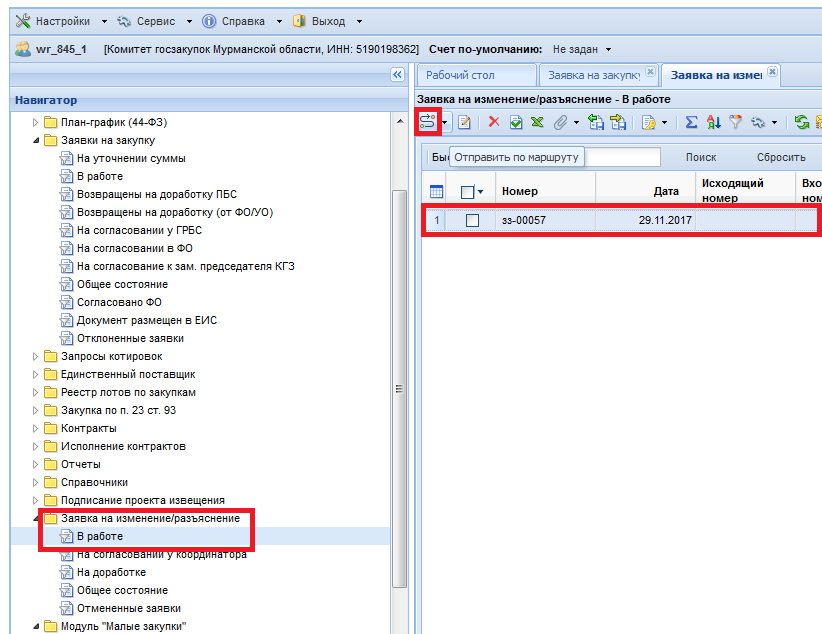 Настройки Сервис Справка Выход
wr_845_1 [Комитет госзакупок Мурманской области, ИНН: 5190198362] Счет по-умолчанию: Не задан
Навигатор
План-график (44-ФЗ)
Заявки на закупку
На уточнении суммы
В работе
Возвращены на доработку ПБС
Возвращены на доработку (от ФО/УО)
На согласовании у ГРБС
На согласовании в ФО
На согласование к зам. председателя КГЗ
Общее состояние
Согласовано ФО
Документ размещен в ЕИС
Отклоненные заявки
Запросы котировок
Единственный поставщик
Реестр лотов по закупкам
Закупка по п. 23 ст. 93
Контракты
Исполнение контрактов
Отчеты
Справочники
Подписание проекта извещения
Заявка на изменение/разъяснение
В работе
На согласовании у координатора
На доработке
Общее состояние
Отмененные заявки
Модуль "Малые закупки"
Рабочий стол Заявка на закупку Заявка на изме
Заявка на изменение/разъяснение - В работе
Быс Отправить по маршруту Поиск Сбросить
Номер Дата Исходящий номер Вхо ном
1 зз-00057 29.11.2017